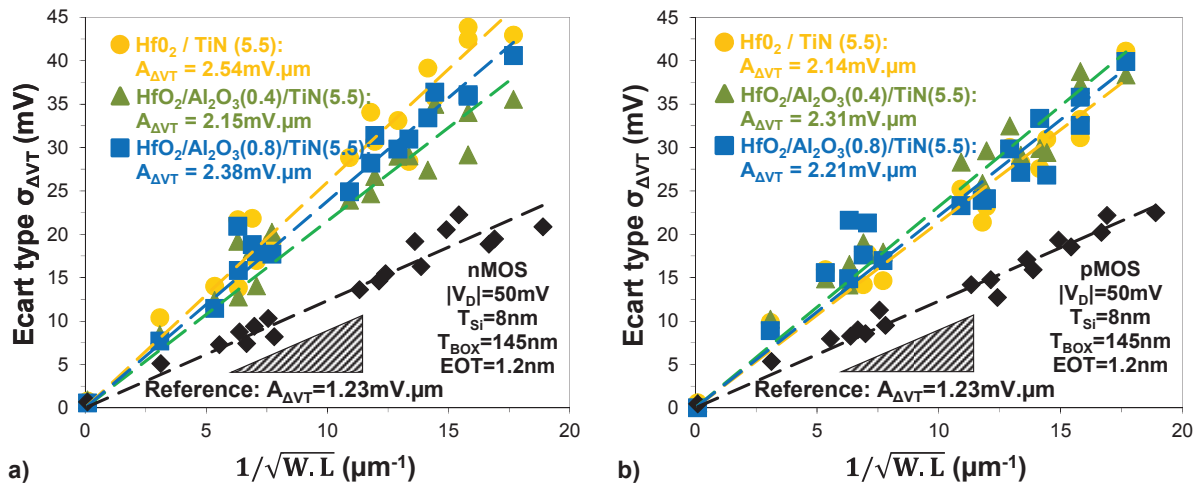 Ecart type σΔVT (mV)
45
40
35
30
25
20
15
10
5
0
Hf0₂ / TiN (5.5):
AΔVT = 2.54mV.µm
HfO₂/Al₂O₃(0.4)/TiN(5.5):
AΔVT = 2.15mV.µm
HfO₂/Al₂O₃(0.8)/TiN(5.5):
AΔVT = 2.38mV.µm
nMOS
|VD|=50mV
TSi=8nm
TBOX=145nm
EOT=1.2nm
Reference: AΔVT=1.23mV.µm
0
5
10
15
20
1/√W.L (µm⁻¹)
a)
Ecart type σΔVT (mV)
45
40
35
30
25
20
15
10
5
0
Hf0₂ / TiN (5.5):
AΔVT = 2.14mV.µm
HfO₂/Al₂O₃(0.4)/TiN(5.5):
AΔVT = 2.31mV.µm
HfO₂/Al₂O₃(0.8)/TiN(5.5):
AΔVT = 2.21mV.µm
pMOS
|VD|=50mV
TSi=8nm
TBOX=145nm
EOT=1.2nm
Reference: AΔVT=1.23mV.µm
0
5
10
15
20
1/√W.L (µm⁻¹)
b)